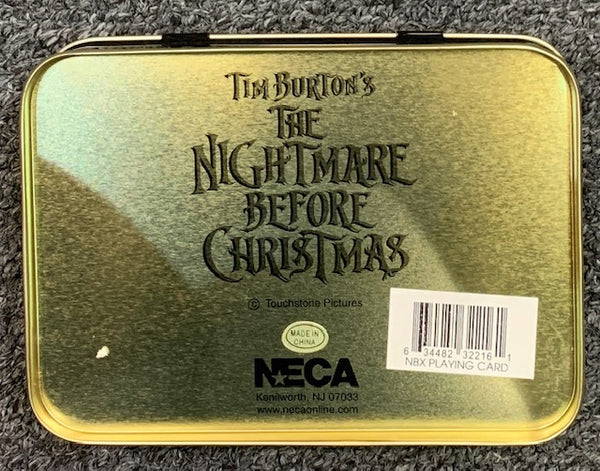 TIM BURTON'S
THE
NIGHTMARE
BEFORE
CHRISTMAS
© Touchstone Pictures
MADE IN
CHINA
NECA
Kenilworth, NJ 07033
www.necaonline.com
6 34482 32216 1
NBX PLAYING CARD